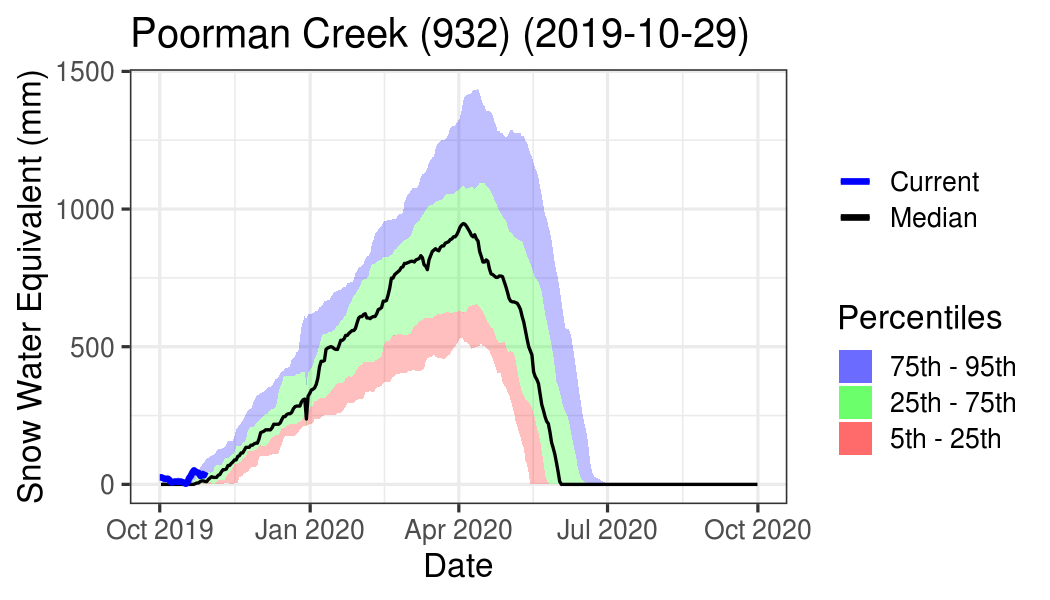 Poorman Creek (932) (2019-10-29)
Snow Water Equivalent (mm)
1500
1000
500
0
Oct 2019 Jan 2020 Apr 2020 Jul 2020 Oct 2020
Date
Current
Median
Percentiles
75th - 95th
25th - 75th
5th - 25th